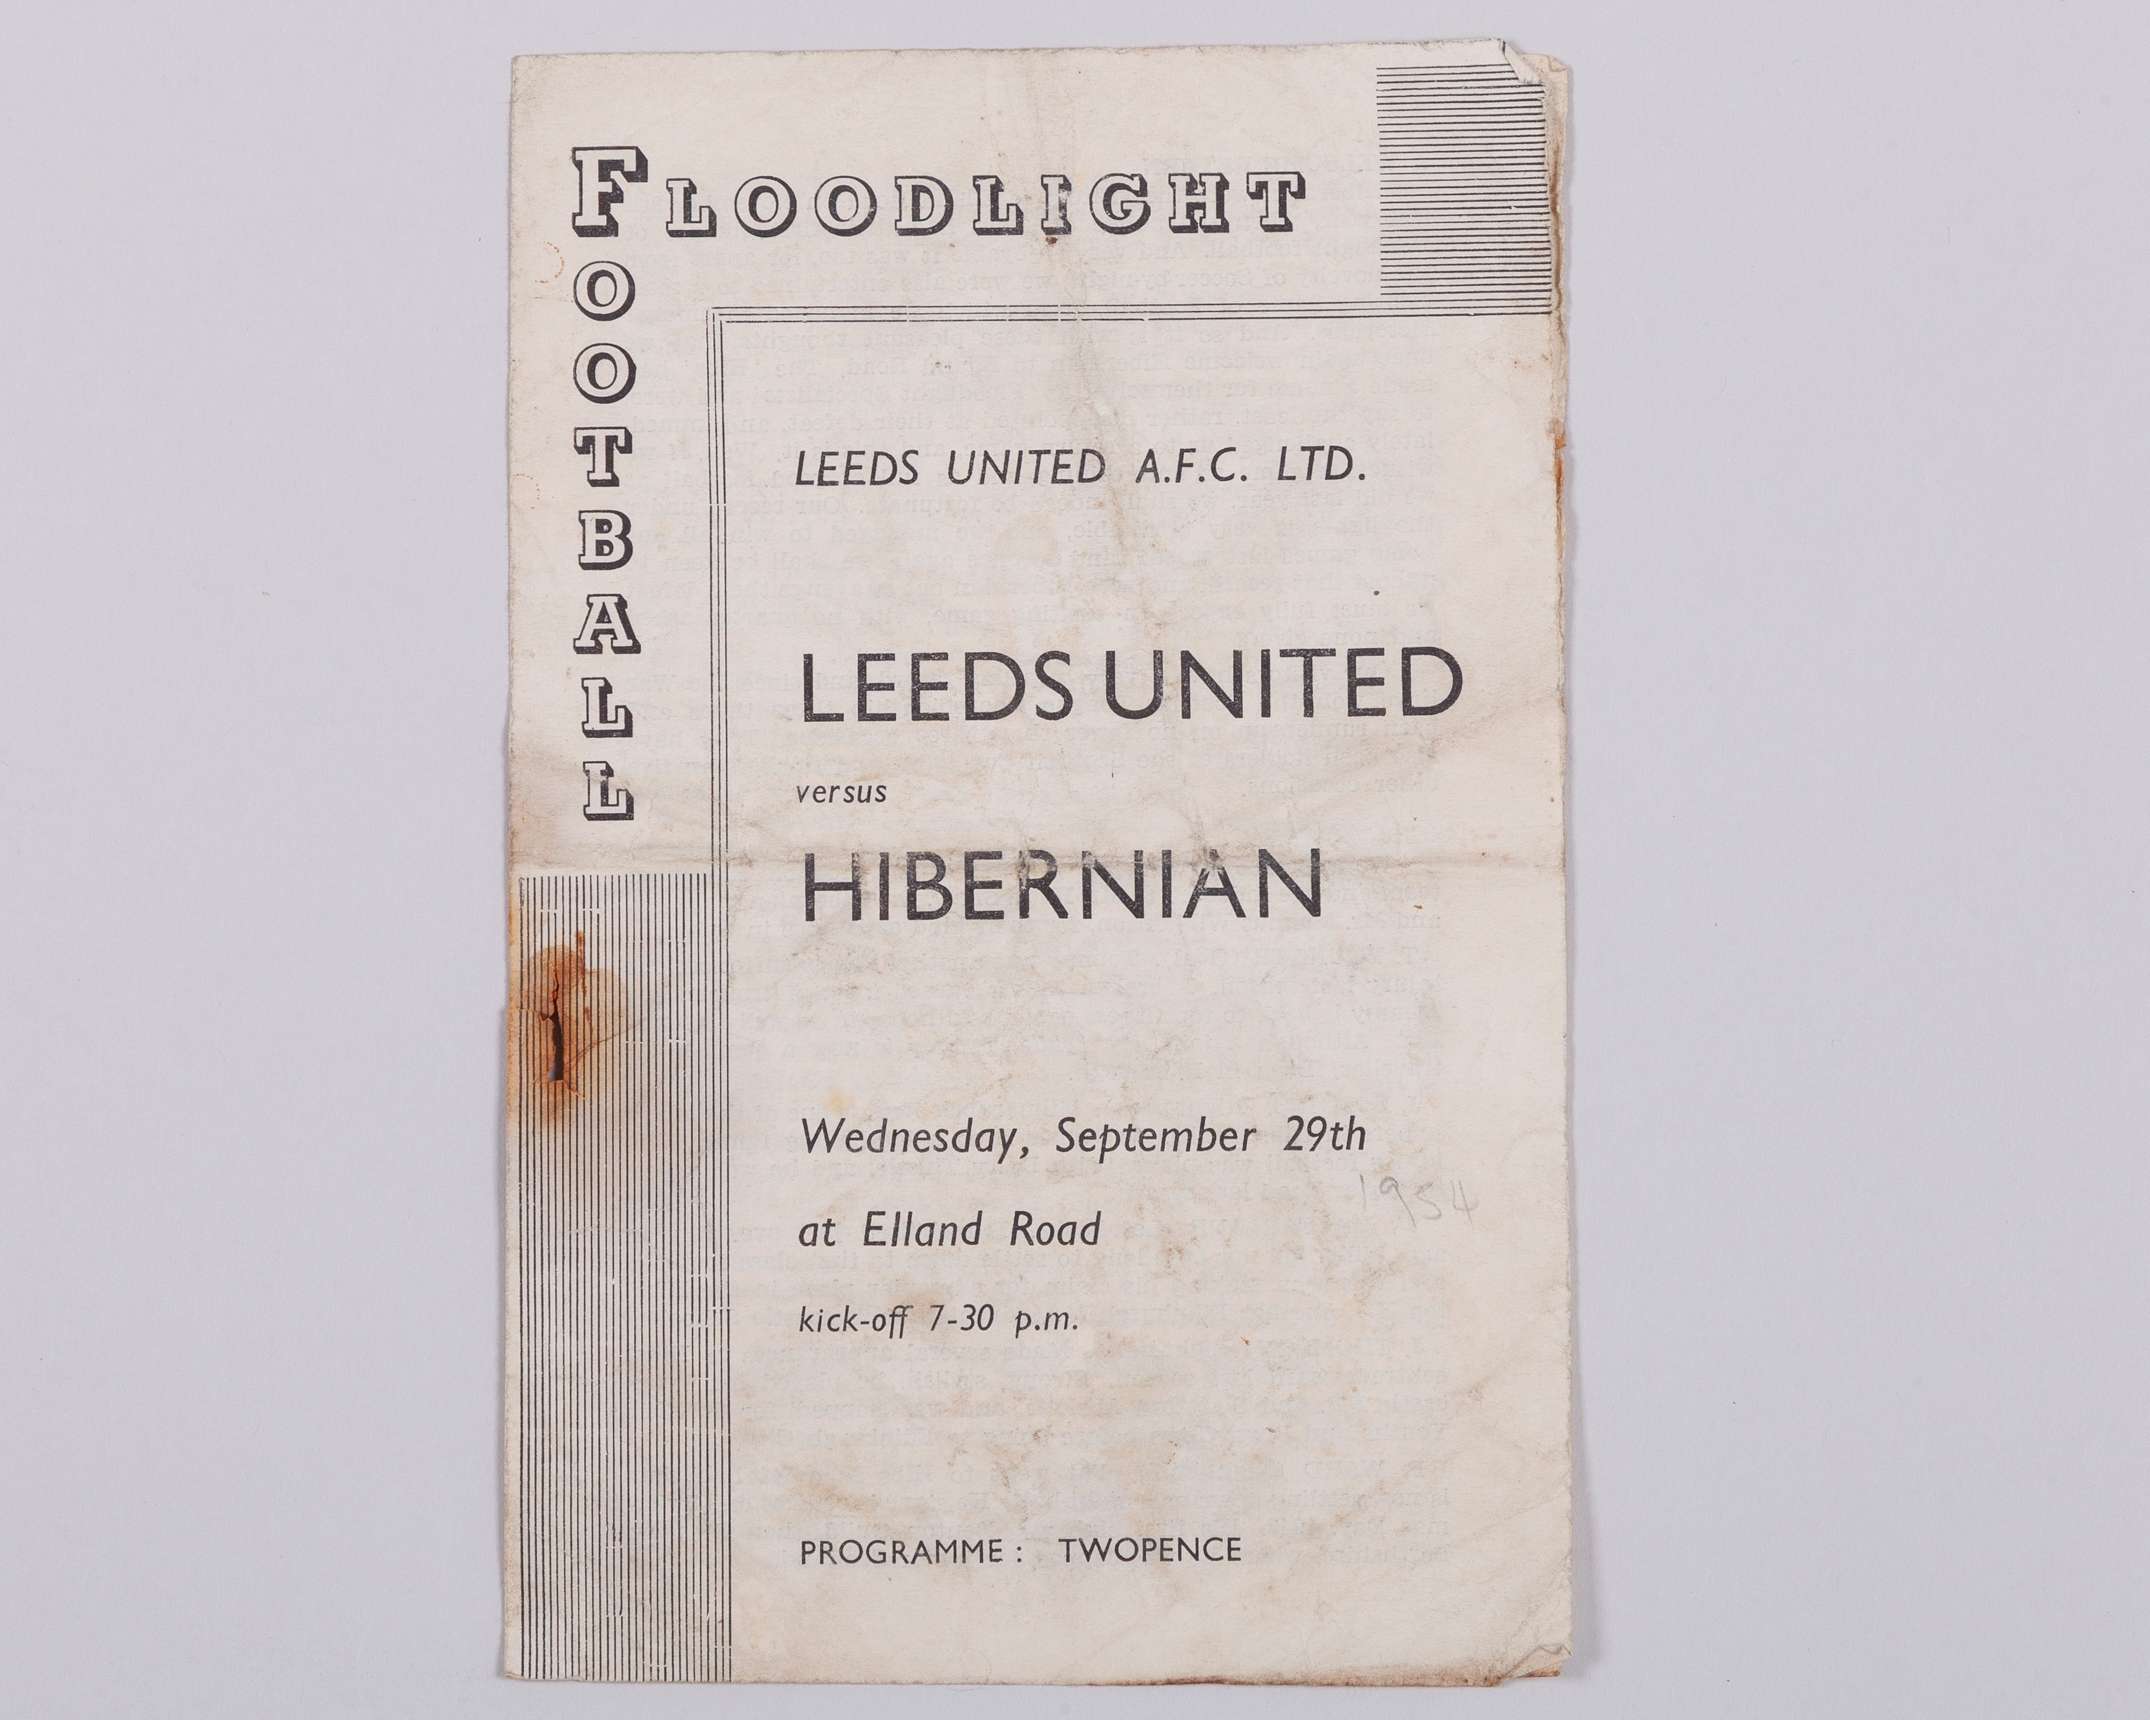 FLOODLIGHT
FOOTBALL
LEEDS UNITED A.F.C. LTD.
LEEDS UNITED
versus
HIBERNIAN
Wednesday, September 29th
1954
at Elland Road
kick-off 7-30 p.m.
PROGRAMME : TWOPENCE